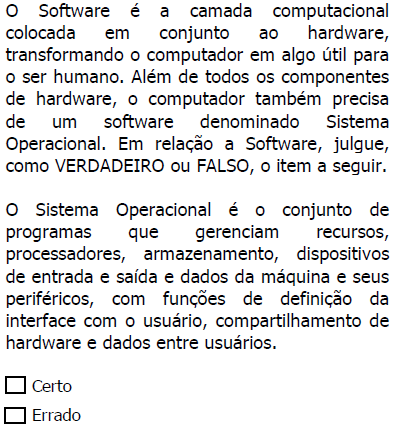 O Software é a camada computacional
colocada em conjunto ao hardware,
transformando o computador em algo útil para
o ser humano. Além de todos os componentes
de hardware, o computador também precisa
de um software denominado Sistema
Operacional. Em relação a Software, julgue,
como VERDADEIRO ou FALSO, o item a seguir.
O Sistema Operacional é o conjunto de
programas que gerenciam recursos,
processadores, armazenamento, dispositivos
de entrada e saída e dados da máquina e seus
periféricos, com funções de definição da
interface com o usuário, compartilhamento de
hardware e dados entre usuários.
Certo
Errado